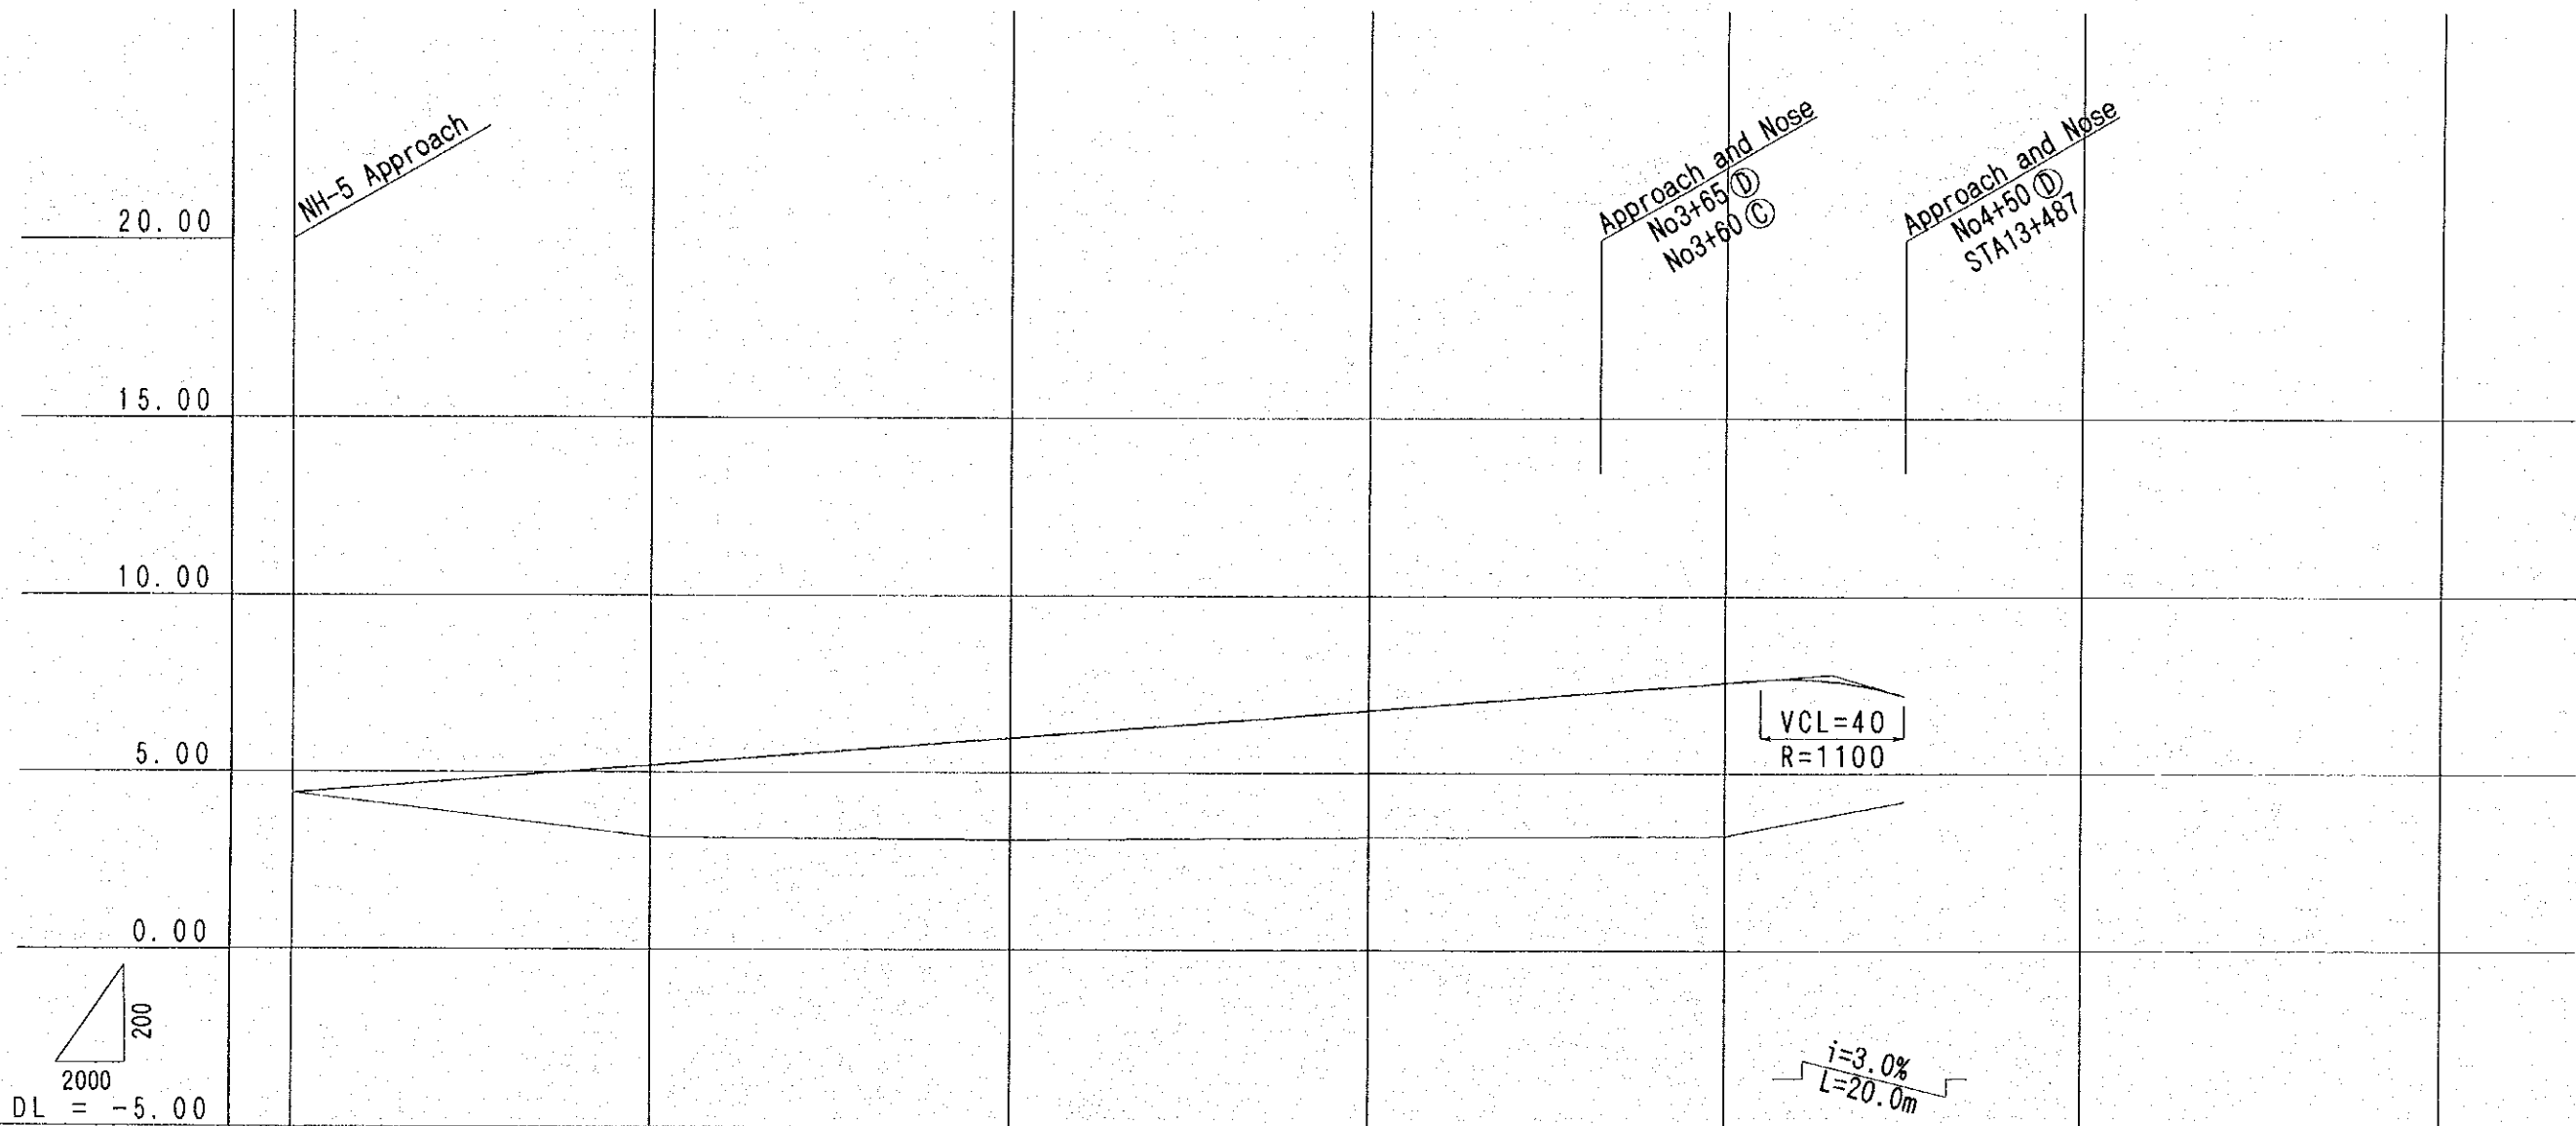 NH-5 Approach
Approach and Nose
No3+65 Ⓓ
No3+60 Ⓒ
Approach and Nose
No4+50 Ⓓ
STA13+487
20.00
15.00
10.00
5.00
0.00
VCL=40
R=1100
200
2000
DL = -5.00
i=3.0%
L=20.0m